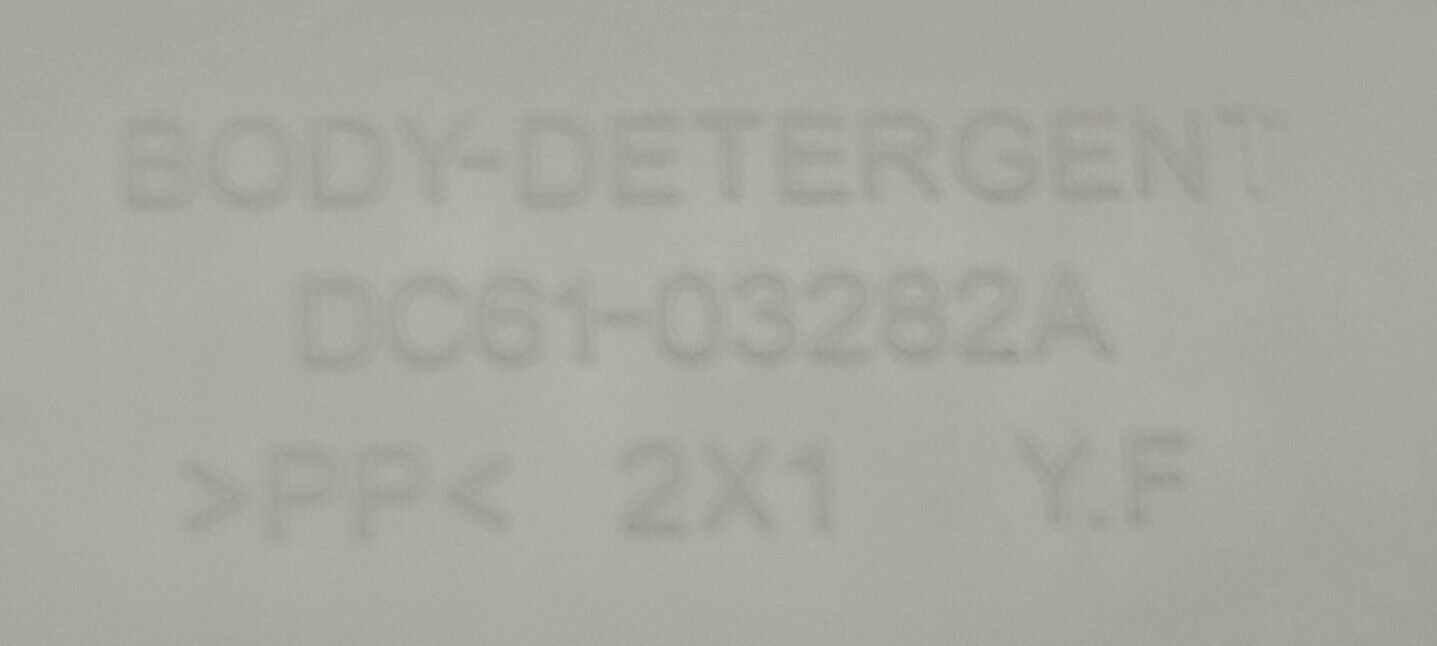 BODY-DETERGENT
DC61-03282A
>PP< 2X1 Y.F